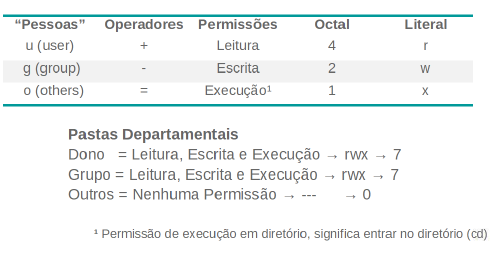 “Pessoas” Operadores Permissões Octal Literal
u (user) + Leitura 4 r
g (group) - Escrita 2 w
o (others) = Execução¹ 1 x
Pastas Departamentais
Dono = Leitura, Escrita e Execução → rwx → 7
Grupo = Leitura, Escrita e Execução → rwx → 7
Outros = Nenhuma Permissão → --- → 0
¹ Permissão de execução em diretório, significa entrar no diretório (cd)